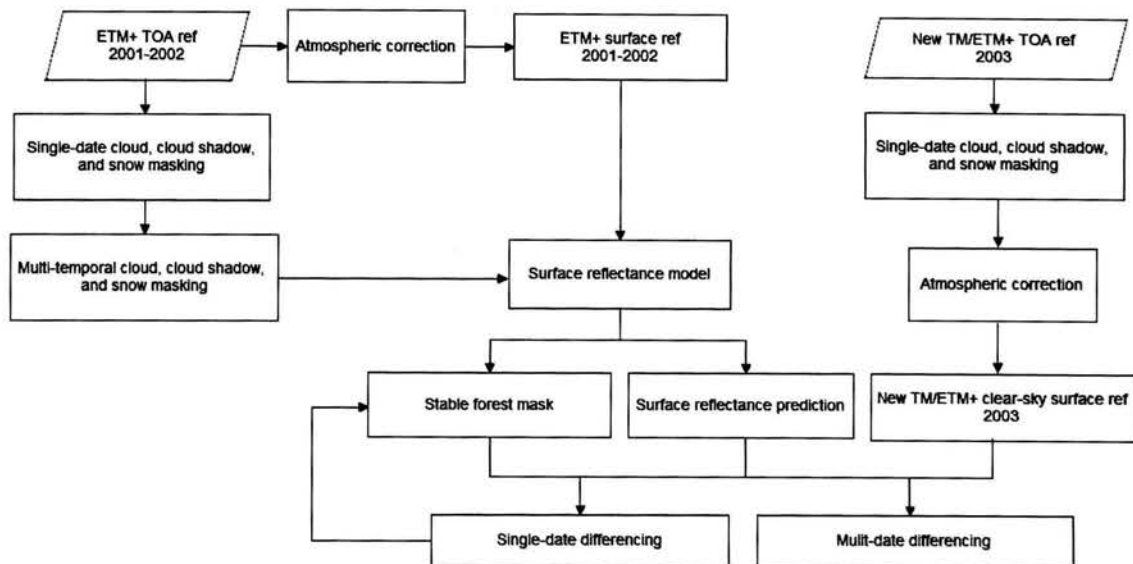 ETM+ TOA ref
2001-2002
Atmospheric correction
ETM+ surface ref
2001-2002
New TM/ETM+ TOA ref
2003
Single-date cloud, cloud shadow,
and snow masking
Single-date cloud, cloud shadow,
and snow masking
Multi-temporal cloud, cloud shadow,
and snow masking
Surface reflectance model
Atmospheric correction
Stable forest mask
Surface reflectance prediction
New TM/ETM+ clear-sky surface ref
2003
Single-date differencing
Mulit-date differencing